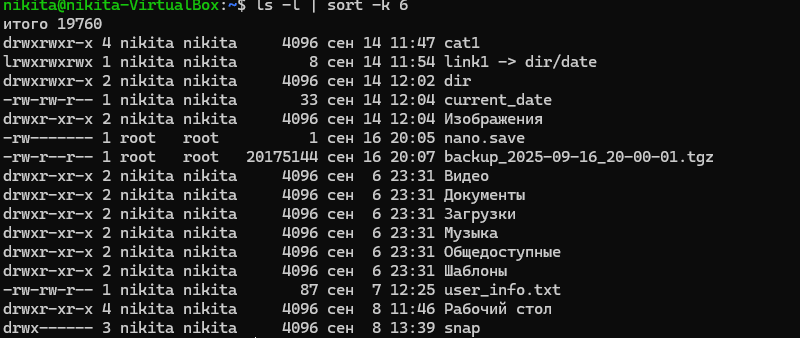 nikita@nikita-VirtualBox:~$ ls -l | sort -k 6
итого 19760
drwxrwxr-x 4 nikita nikita     4096 сен 14 11:47 cat1
lrwxrwxrwx 1 nikita nikita        8 сен 14 11:54 link1 -> dir/date
drwxrwxr-x 2 nikita nikita     4096 сен 14 12:02 dir
-rw-rw-r-- 1 nikita nikita       33 сен 14 12:04 current_date
drwxr-xr-x 2 nikita nikita     4096 сен 14 12:04 Изображения
-rw------- 1 root   root          1 сен 16 20:05 nano.save
-rw-r--r-- 1 root   root   20175144 сен 16 20:07 backup_2025-09-16_20-00-01.tgz
drwxr-xr-x 2 nikita nikita     4096 сен  6 23:31 Видео
drwxr-xr-x 2 nikita nikita     4096 сен  6 23:31 Документы
drwxr-xr-x 2 nikita nikita     4096 сен  6 23:31 Загрузки
drwxr-xr-x 2 nikita nikita     4096 сен  6 23:31 Музыка
drwxr-xr-x 2 nikita nikita     4096 сен  6 23:31 Общедоступные
drwxr-xr-x 2 nikita nikita     4096 сен  6 23:31 Шаблоны
-rw-rw-r-- 1 nikita nikita       87 сен  7 12:25 user_info.txt
drwxr-xr-x 4 nikita nikita     4096 сен  8 11:46 Рабочий стол
drwx------ 3 nikita nikita     4096 сен  8 13:39 snap